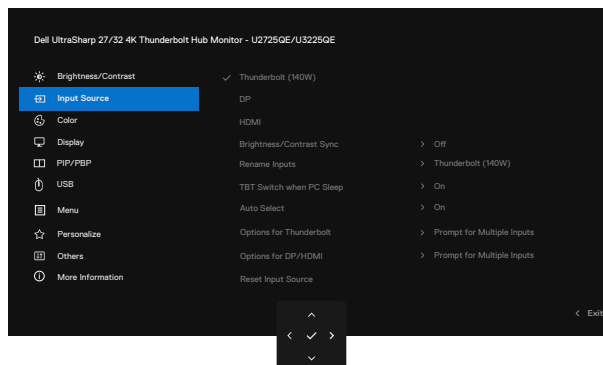 Dell UltraSharp 27/32 4K Thunderbolt Hub Monitor - U2725QE/U3225QE
Brightness/Contrast
Input Source
Color
Display
PIP/PBP
USB
Menu
Personalize
Others
More Information
Thunderbolt (140W)
DP
HDMI
Brightness/Contrast Sync > Off
Rename Inputs > Thunderbolt (140W)
TBT Switch when PC Sleep > On
Auto Select > On
Options for Thunderbolt > Prompt for Multiple Inputs
Options for DP/HDMI > Prompt for Multiple Inputs
Reset Input Source
< Exit